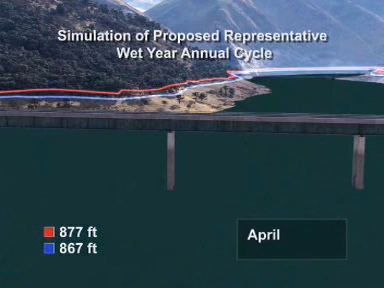 Simulation of Proposed Representative
Wet Year Annual Cycle
877 ft
867 ft
April